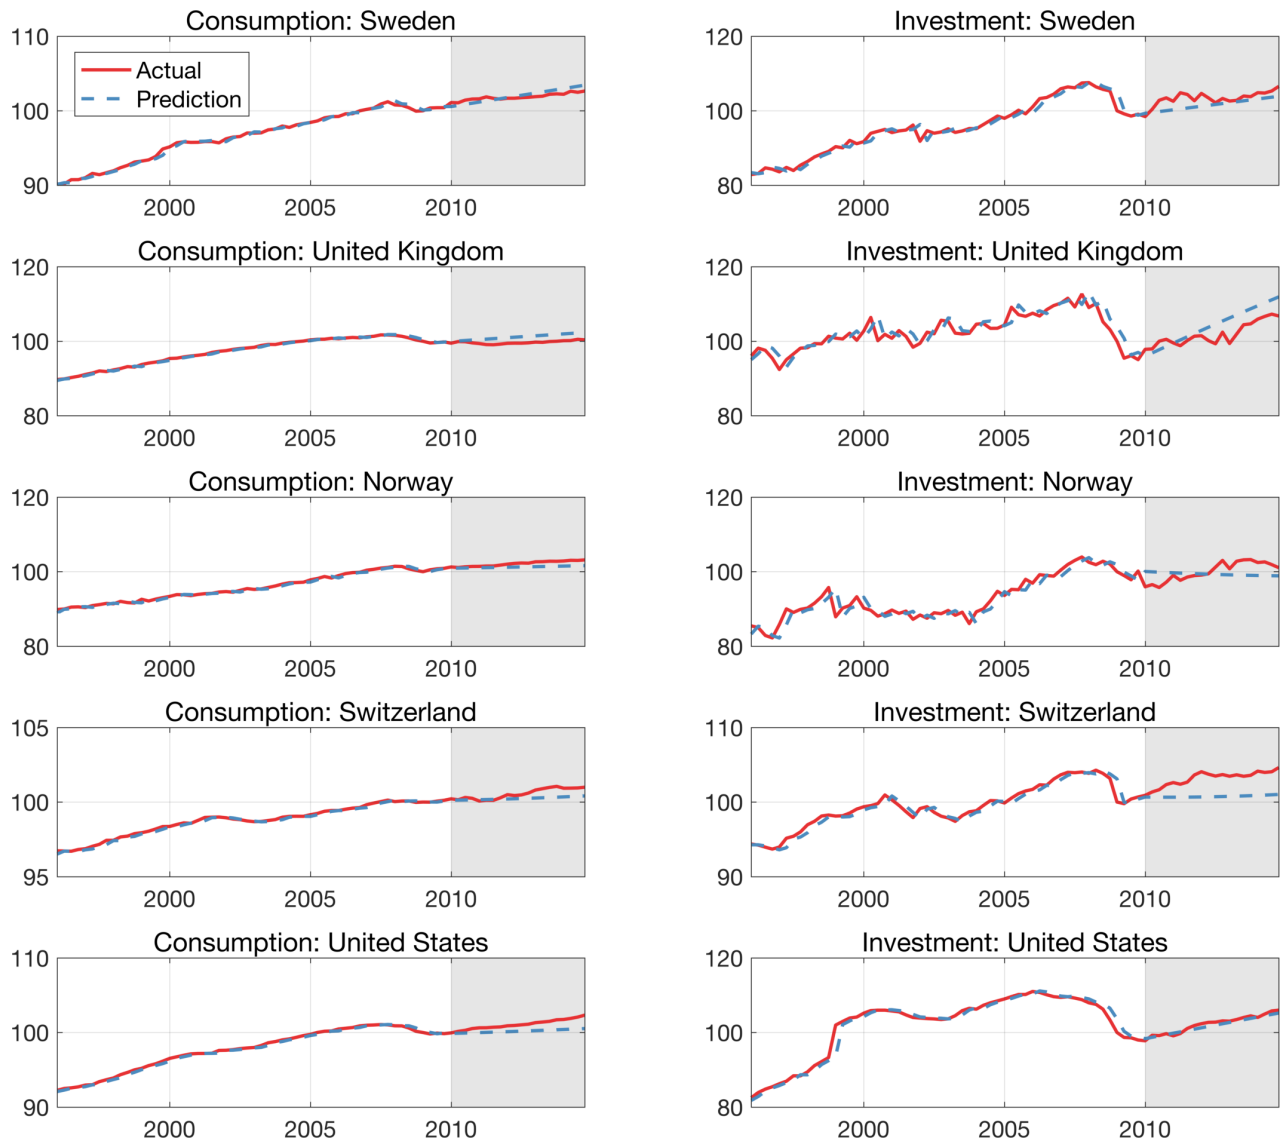 Consumption: Sweden
110
100
90
Actual
Prediction
2000 2005 2010
Investment: Sweden
120
100
80
2000 2005 2010
Consumption: United Kingdom
120
100
80
2000 2005 2010
Investment: United Kingdom
120
100
80
2000 2005 2010
Consumption: Norway
120
100
80
2000 2005 2010
Investment: Norway
120
100
80
2000 2005 2010
Consumption: Switzerland
105
100
95
2000 2005 2010
Investment: Switzerland
110
100
90
2000 2005 2010
Consumption: United States
110
100
90
2000 2005 2010
Investment: United States
120
100
80
2000 2005 2010